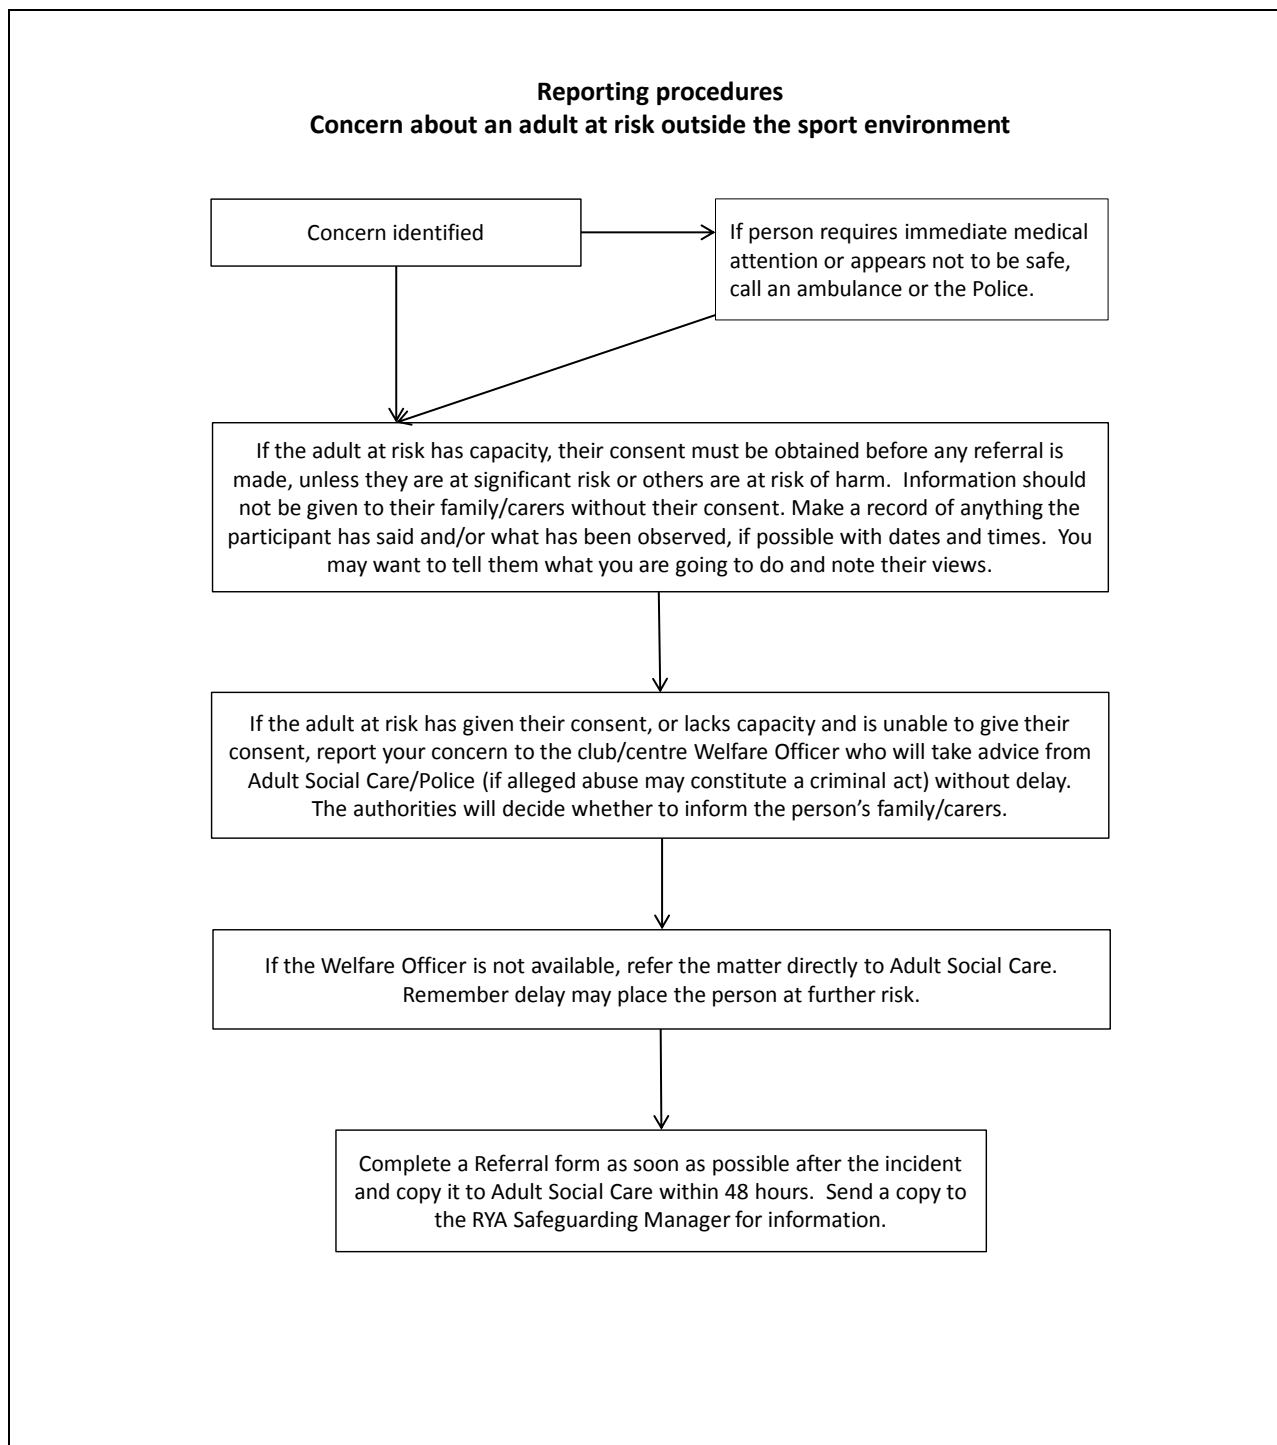 Reporting procedures
Concern about an adult at risk outside the sport environment
Concern identified
If person requires immediate medical
attention or appears not to be safe,
call an ambulance or the Police.
If the adult at risk has capacity, their consent must be obtained before any referral is
made, unless they are at significant risk or others are at risk of harm.  Information should
not be given to their family/carers without their consent. Make a record of anything the
participant has said and/or what has been observed, if possible with dates and times.  You
may want to tell them what you are going to do and note their views.
If the adult at risk has given their consent, or lacks capacity and is unable to give their
consent, report your concern to the club/centre Welfare Officer who will take advice from
Adult Social Care/Police (if alleged abuse may constitute a criminal act) without delay.
The authorities will decide whether to inform the person’s family/carers.
If the Welfare Officer is not available, refer the matter directly to Adult Social Care.
Remember delay may place the person at further risk.
Complete a Referral form as soon as possible after the incident
and copy it to Adult Social Care within 48 hours.  Send a copy to
the RYA Safeguarding Manager for information.